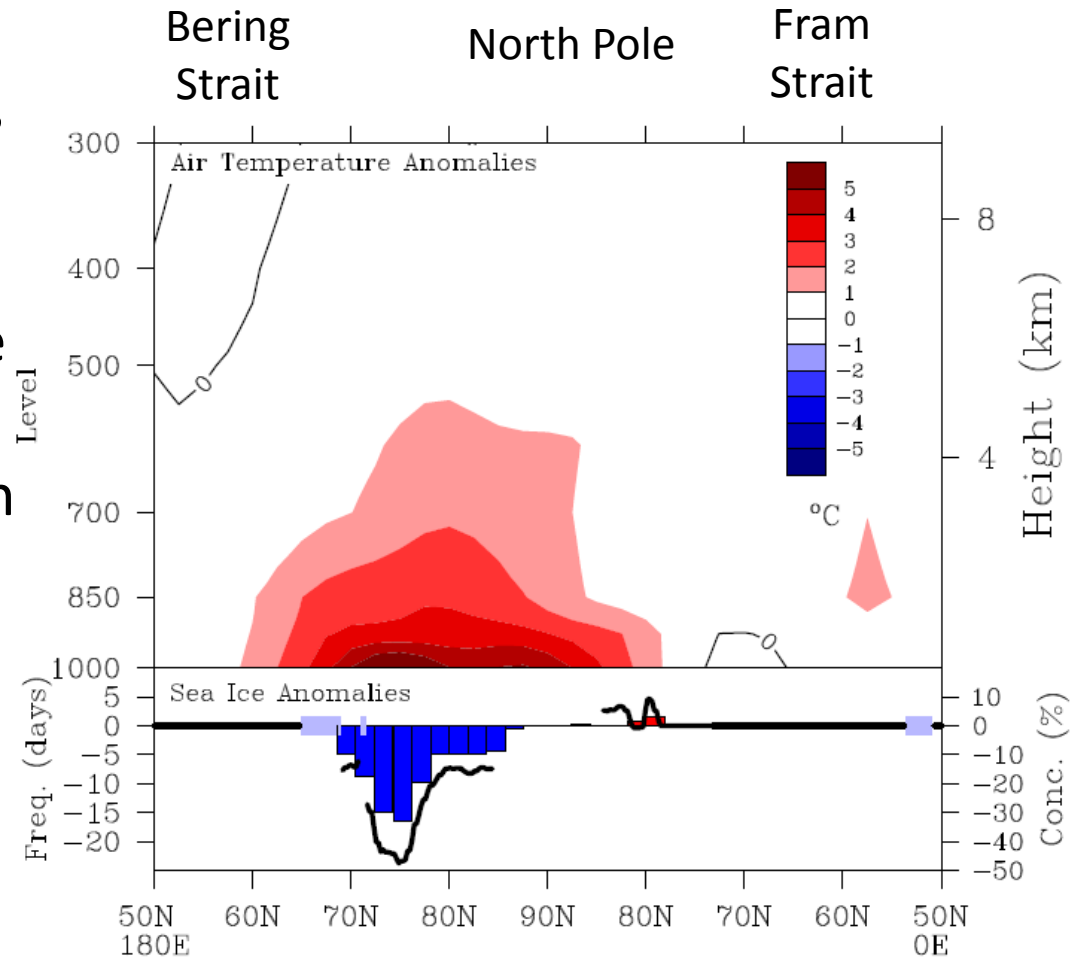 Bering
Strait
North Pole
Fram
Strait
Air Temperature Anomalies
300
400
500
700
850
1000
Level
8
4
Height (km)
5
4
3
2
1
0
-1
-2
-3
-4
-5
°C
0
0
e
n
Sea Ice Anomalies
5
0
-5
-10
-15
-20
Freq. (days)
10
0
-10
-20
-30
-40
-50
Conc. (%)
50N 60N 70N 80N 90N 80N 70N 60N 50N
180E 0E